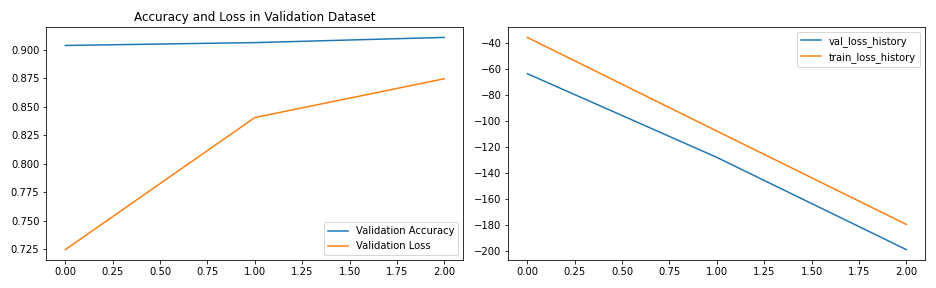 Accuracy and Loss in Validation Dataset
0.900
0.875
0.850
0.825
0.800
0.775
0.750
0.725
0.00 0.25 0.50 0.75 1.00 1.25 1.50 1.75 2.00
Validation Accuracy
Validation Loss
−40
−60
−80
−100
−120
−140
−160
−180
−200
0.00 0.25 0.50 0.75 1.00 1.25 1.50 1.75 2.00
val_loss_history
train_loss_history